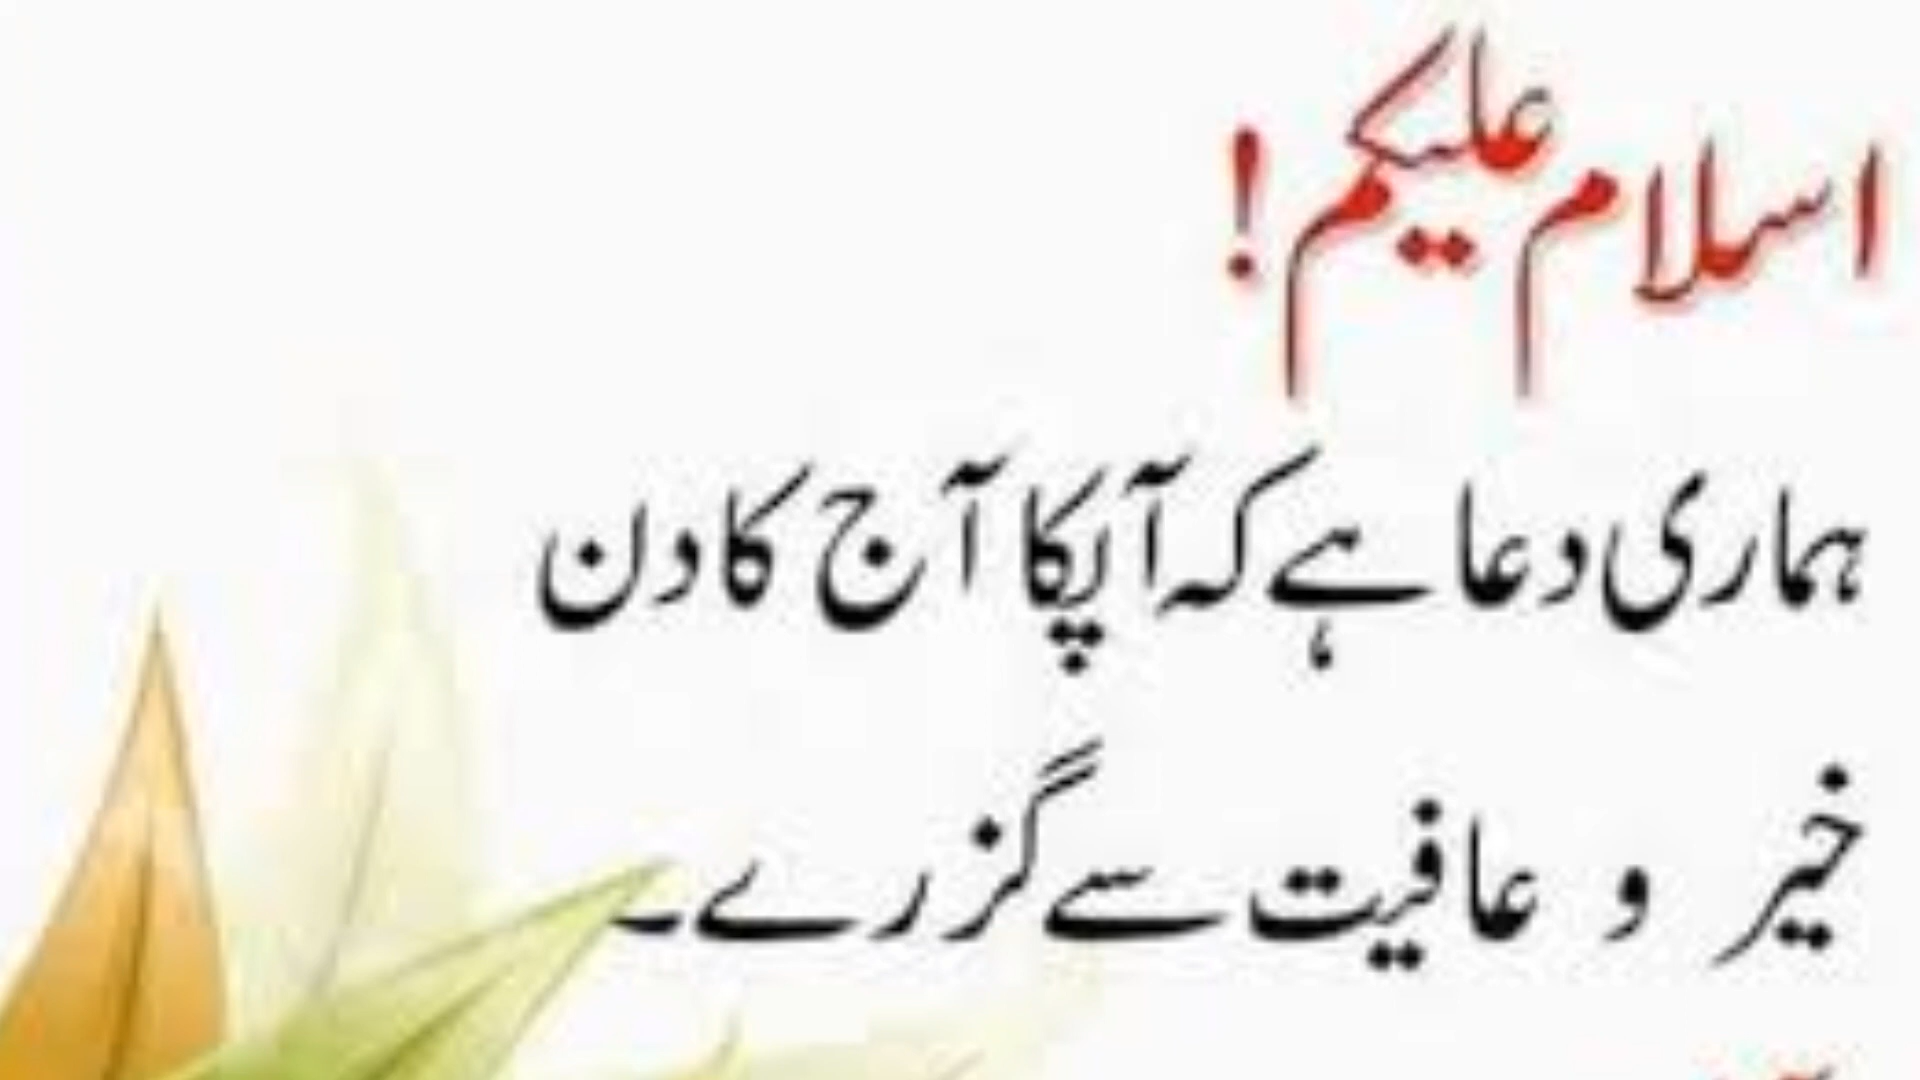 اسلام علیکم!
ہماری دعا ہے کہ آپکا آج کا دن
خیر و عافیت سے گزرے۔